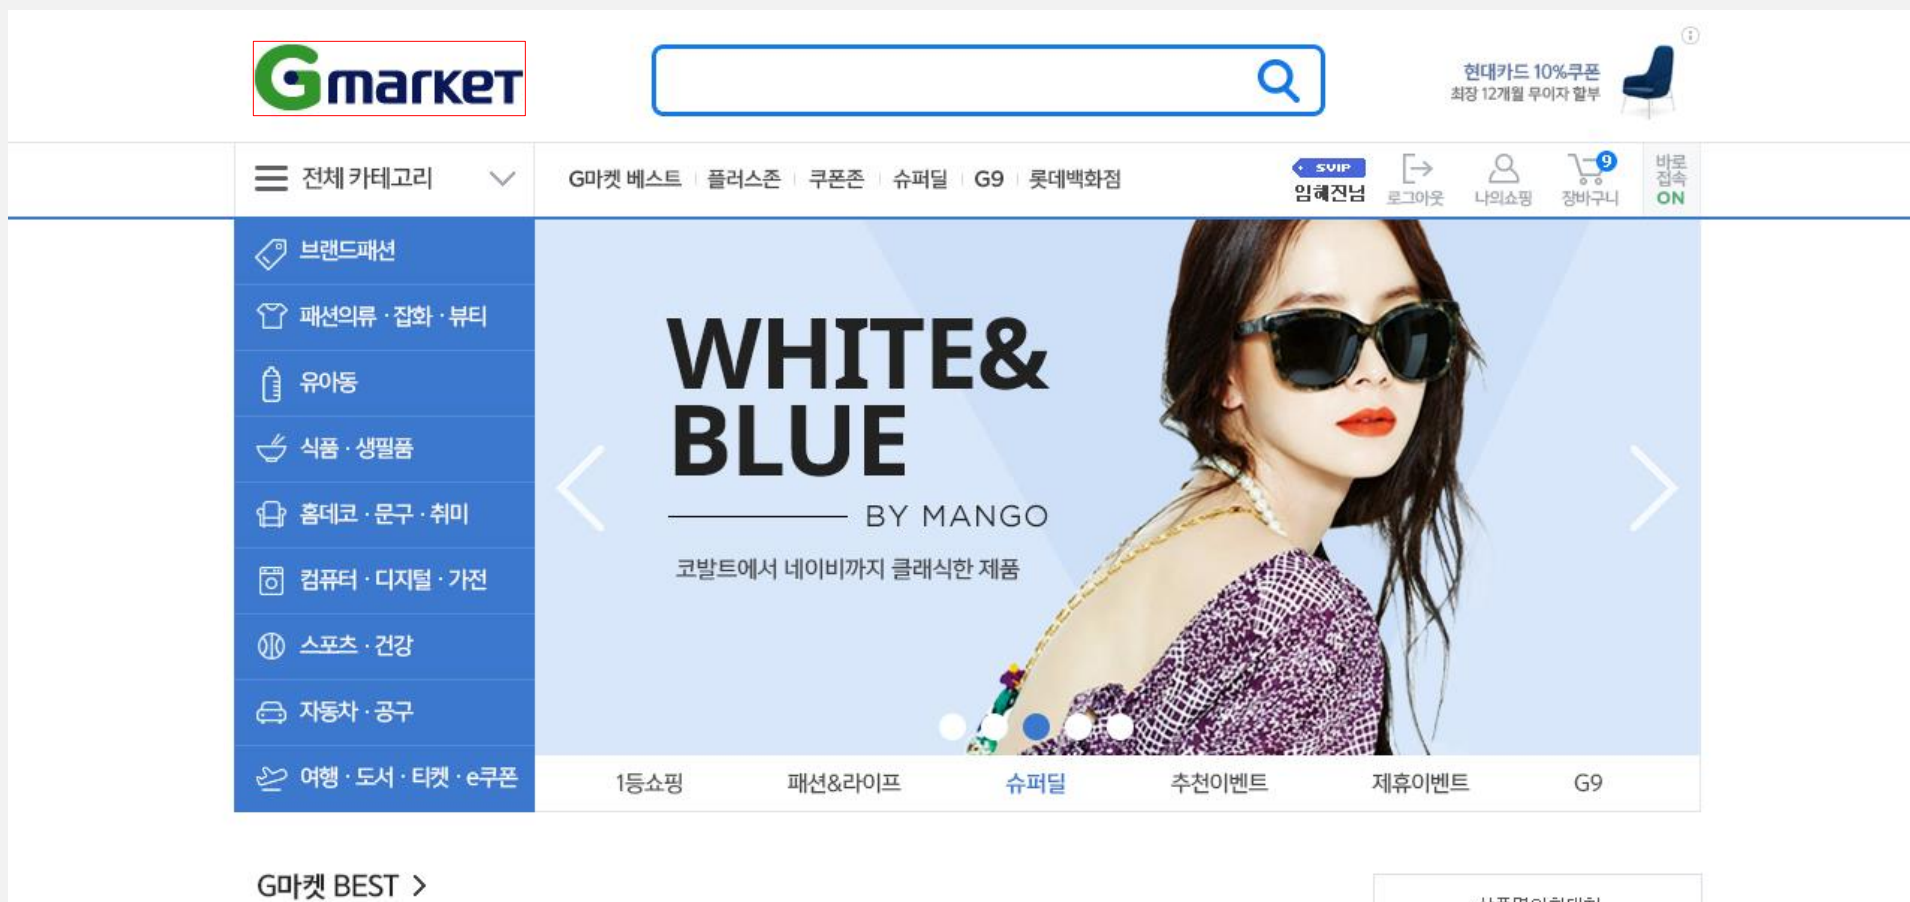 Gmarket
현대카드 10%쿠폰
최장 12개월 무이자 할부
전체 카테고리
G마켓 베스트 플러스존 쿠폰존 슈퍼딜 G9 롯데백화점
SVIP
임혜진님
로그아웃
나의쇼핑
9
장바구니
바로
접속
ON
브랜드패션
패션의류 · 잡화 · 뷰티
유아동
식품 · 생필품
홈데코 · 문구 · 취미
컴퓨터 · 디지털 · 가전
스포츠 · 건강
자동차 · 공구
여행 · 도서 · 티켓 · e쿠폰
WHITE&
BLUE
BY MANGO
코발트에서 네이비까지 클래식한 제품
1등쇼핑 패션&라이프 슈퍼딜 추천이벤트 제휴이벤트 G9
G마켓 BEST >